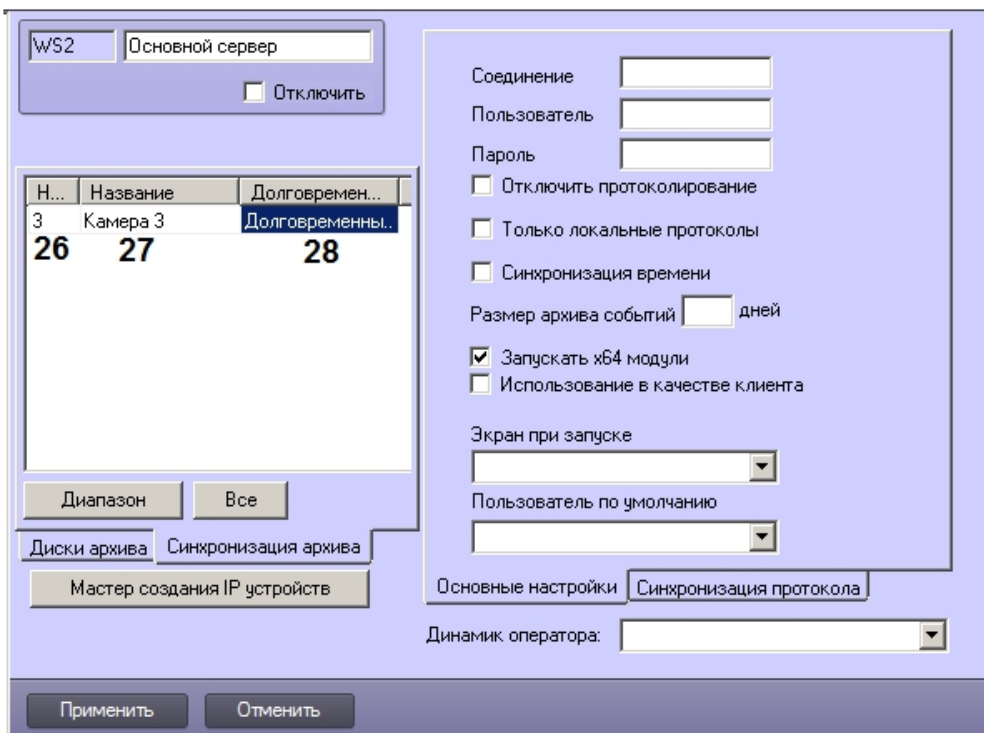 WS2 Основной сервер
Отключить
Н... Название Долговремен...
3 Камера 3 Долговременны..
26 27 28
Диапазон Все
Диски архива Синхронизация архива
Мастер создания IP устройств
Соединение
Пользователь
Пароль
Отключить протоколирование
Только локальные протоколы
Синхронизация времени
Размер архива событий дней
Запускать x64 модули
Использование в качестве клиента
Экран при запуске
Пользователь по умолчанию
Основные настройки Синхронизация протокола
Динамик оператора:
Применить Отменить